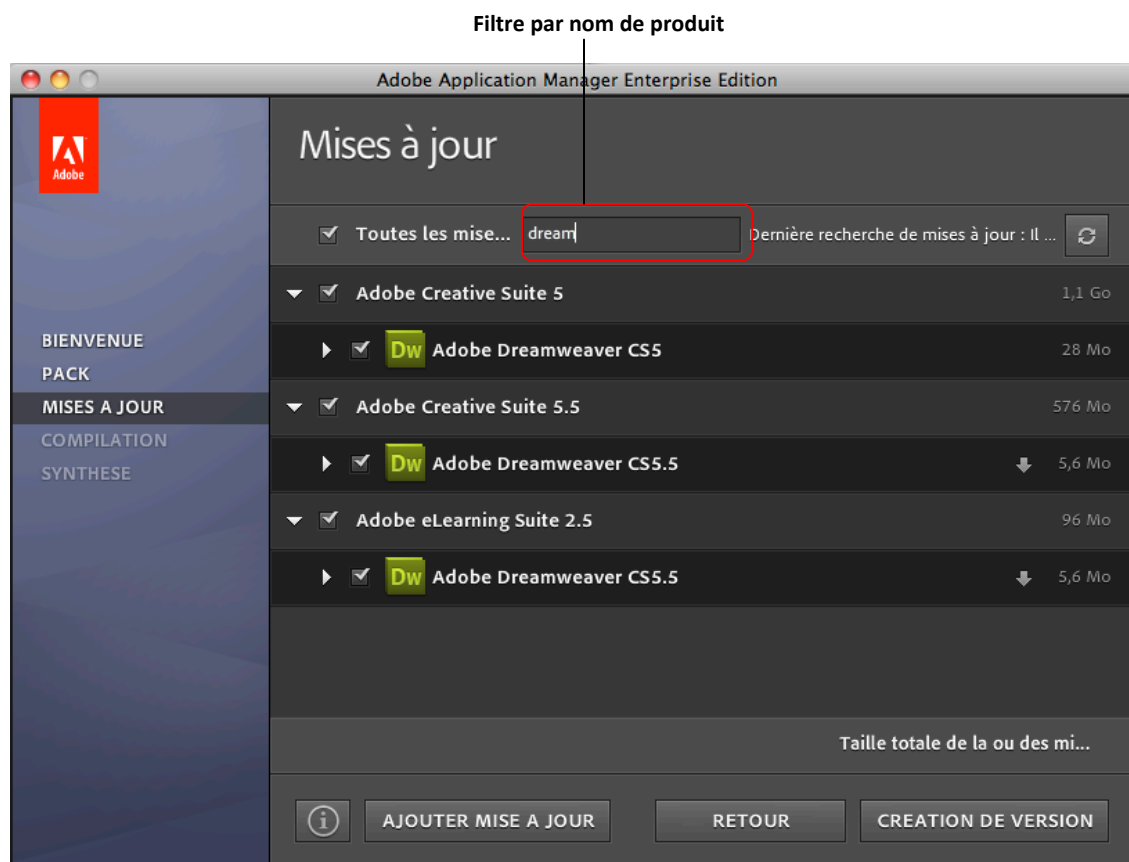 Filtre par nom de produit
Adobe Application Manager Enterprise Edition
Adobe
Mises à jour
Toutes les mise... dream Dernière recherche de mises à jour : Il ...
Adobe Creative Suite 5 1,1 Go
BIENVENUE
PACK
MISES A JOUR
COMPILATION
SYNTHESE
Dw Adobe Dreamweaver CS5 28 Mo
Adobe Creative Suite 5.5 576 Mo
Dw Adobe Dreamweaver CS5.5 5,6 Mo
Adobe eLearning Suite 2.5 96 Mo
Dw Adobe Dreamweaver CS5.5 5,6 Mo
Taille totale de la ou des mi...
AJOUTER MISE A JOUR RETOUR CREATION DE VERSION